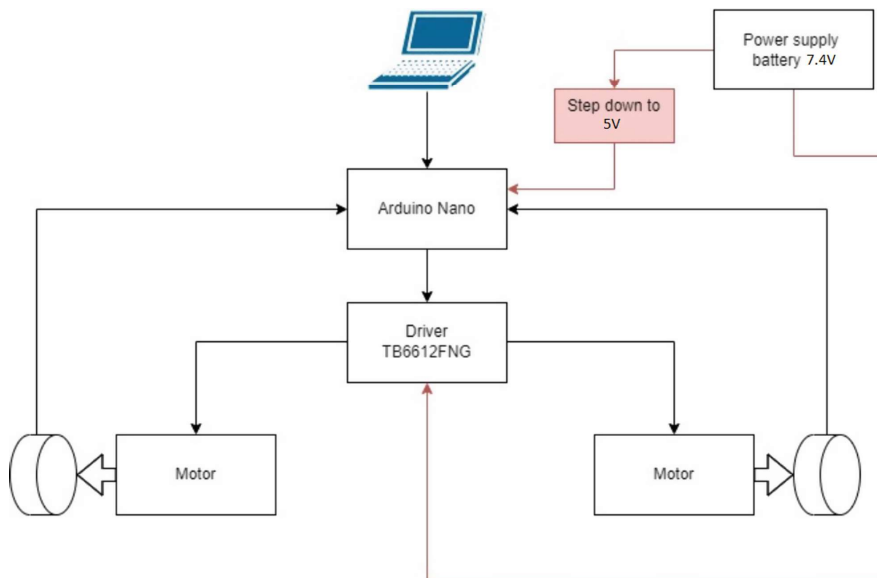 Power supply
battery 7.4V
Step down to
5V
Arduino Nano
Driver
TB6612FNG
Motor
Motor